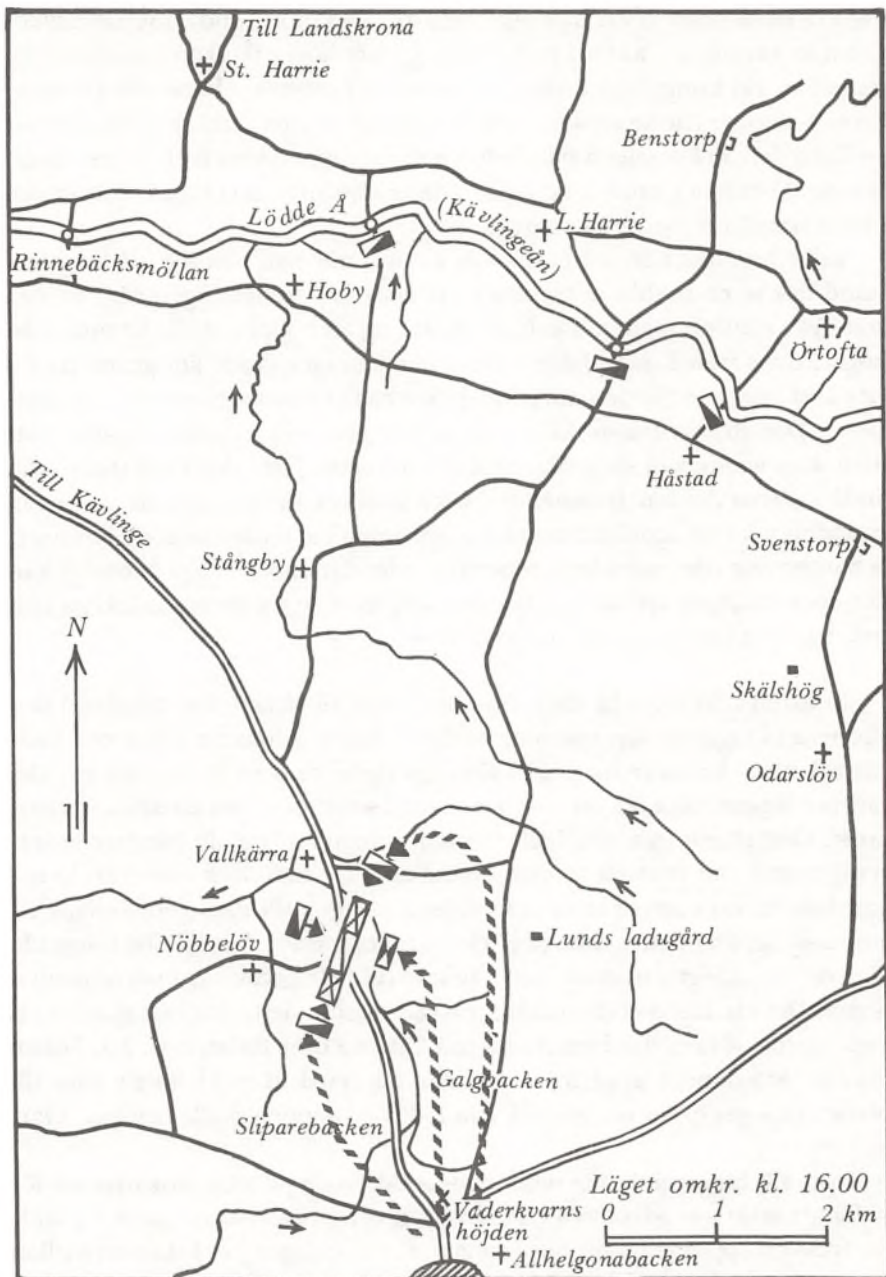 Till Landskrona
St. Harrie
Benstorp
Lödde Å
(Kävlingeån)
L.Harrie
Rinnebäcksmöllan
Hoby
Örtofta
Håstad
Till Kävlinge
Svenstorp
Stångby
N
Skälshög
Odarslöv
Vallkärra
Lunds ladugård
Nöbbelöv
Galgbacken
Sliparebacken
Läget omkr. kl. 16.00
0 1 2 km
Väderkvarns
höjden
Allhelgonabacken